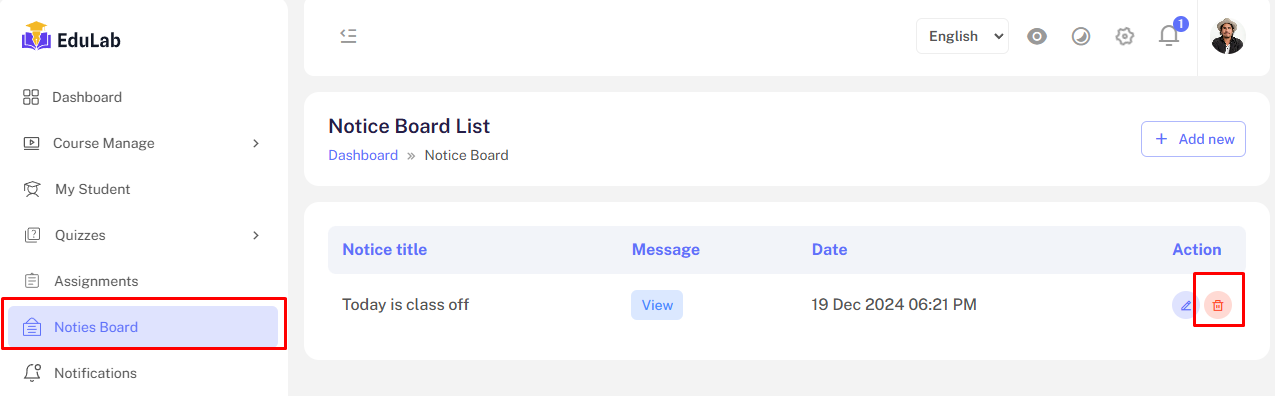 EduLab
English
1
Dashboard
Course Manage
My Student
Quizzes
Assignments
Noties Board
Notifications
Notice Board List
Dashboard » Notice Board
+ Add new
Notice title Message Date Action
Today is class off View 19 Dec 2024 06:21 PM